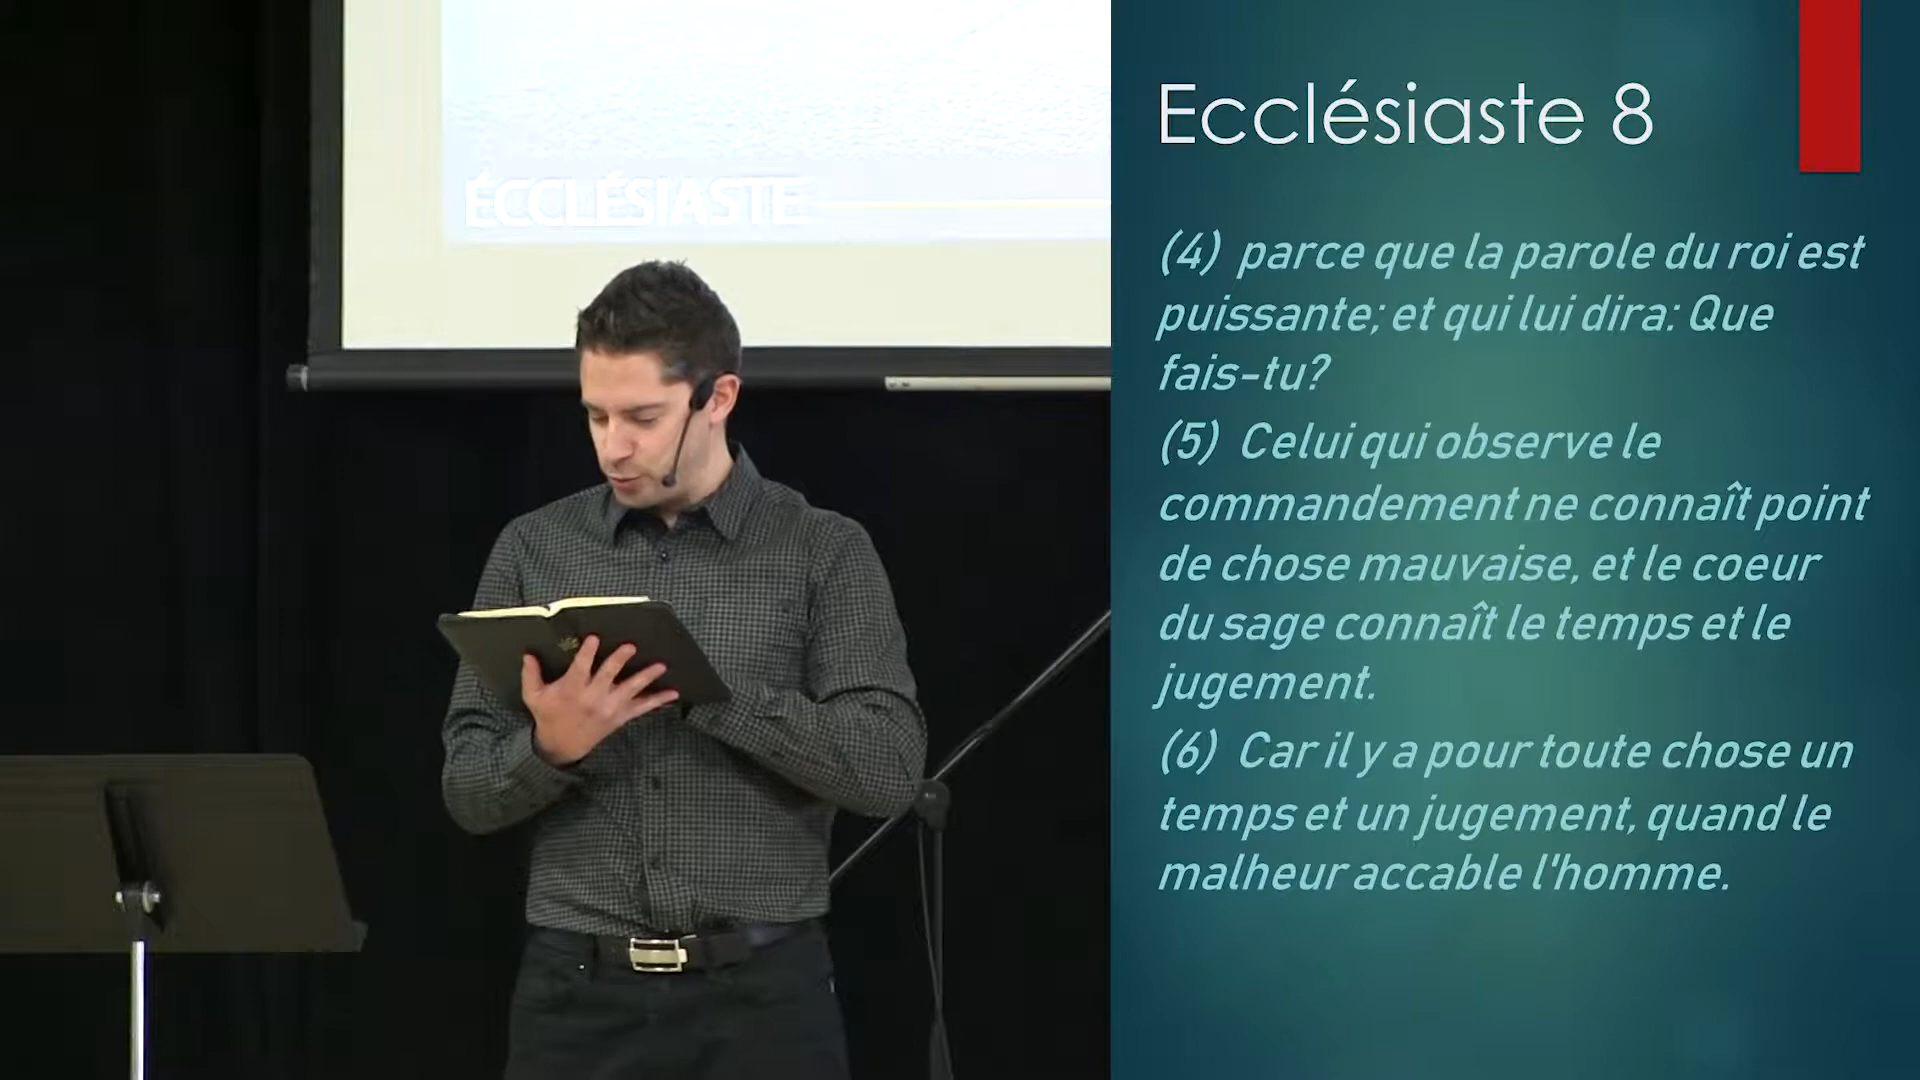 ÉCCLÉSIASTE
Ecclésiaste 8
(4) parce que la parole du roi est
puissante; et qui lui dira: Que
fais-tu?
(5) Celui qui observe le
commandement ne connaît point
de chose mauvaise, et le coeur
du sage connaît le temps et le
jugement.
(6) Car il y a pour toute chose un
temps et un jugement, quand le
malheur accable l'homme.